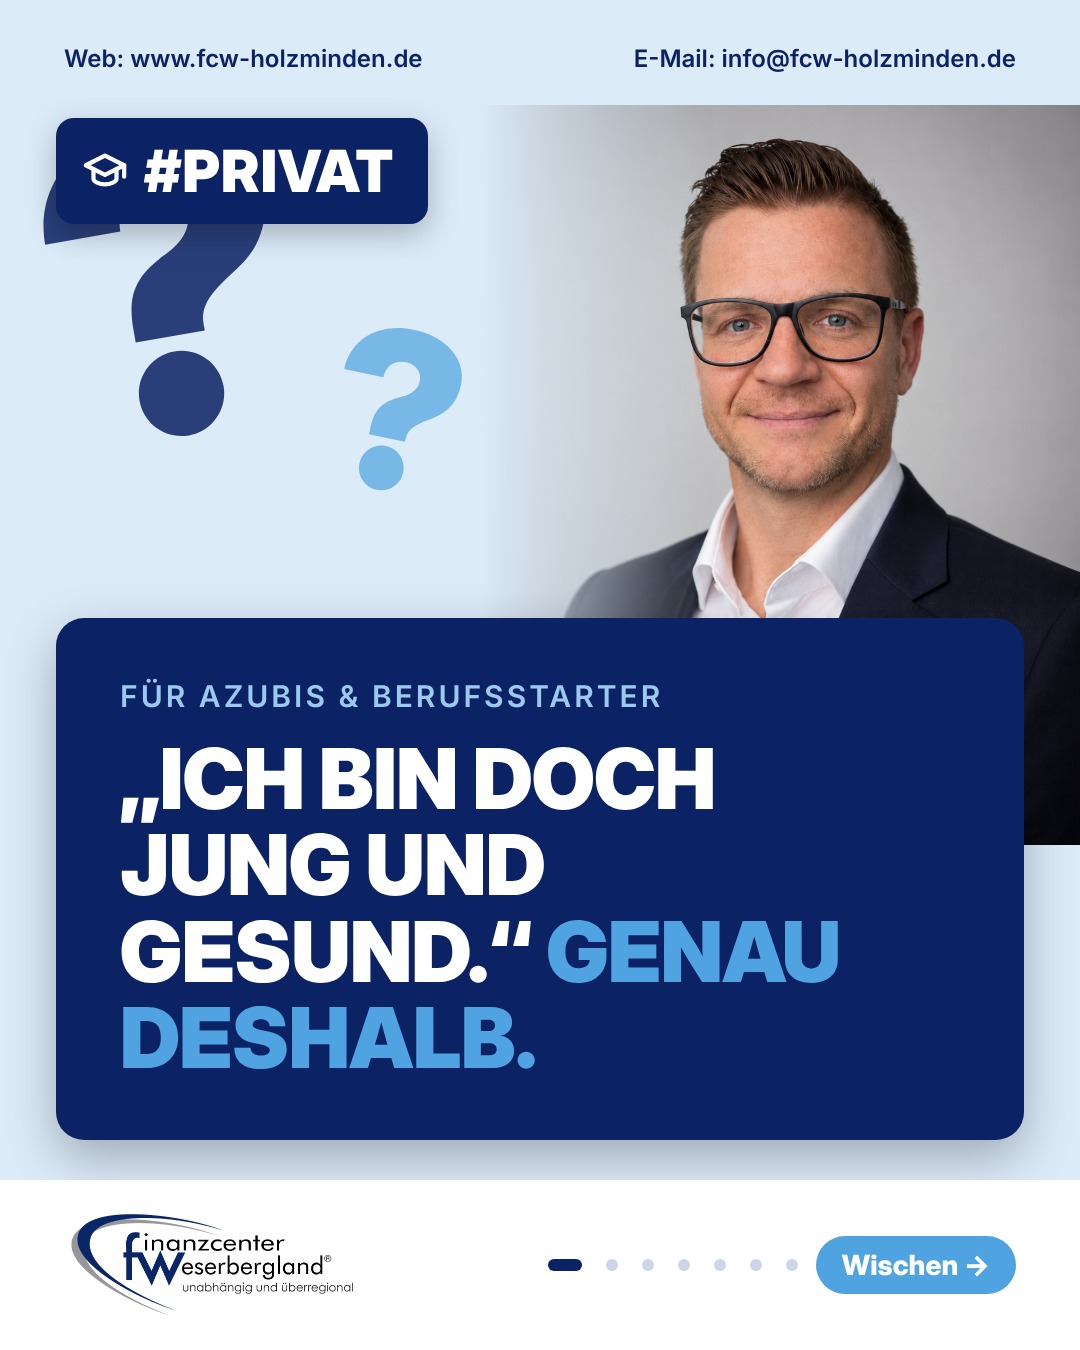 Web: www.fcw-holzminden.de
E-Mail: info@fcw-holzminden.de
#PRIVAT
?
?
FÜR AZUBIS & BERUFSSTARTER
„ICH BIN DOCH
JUNG UND
GESUND.“ GENAU
DESHALB.
finanzcenter
Weserbergland®
unabhängig und überregional
Wischen →